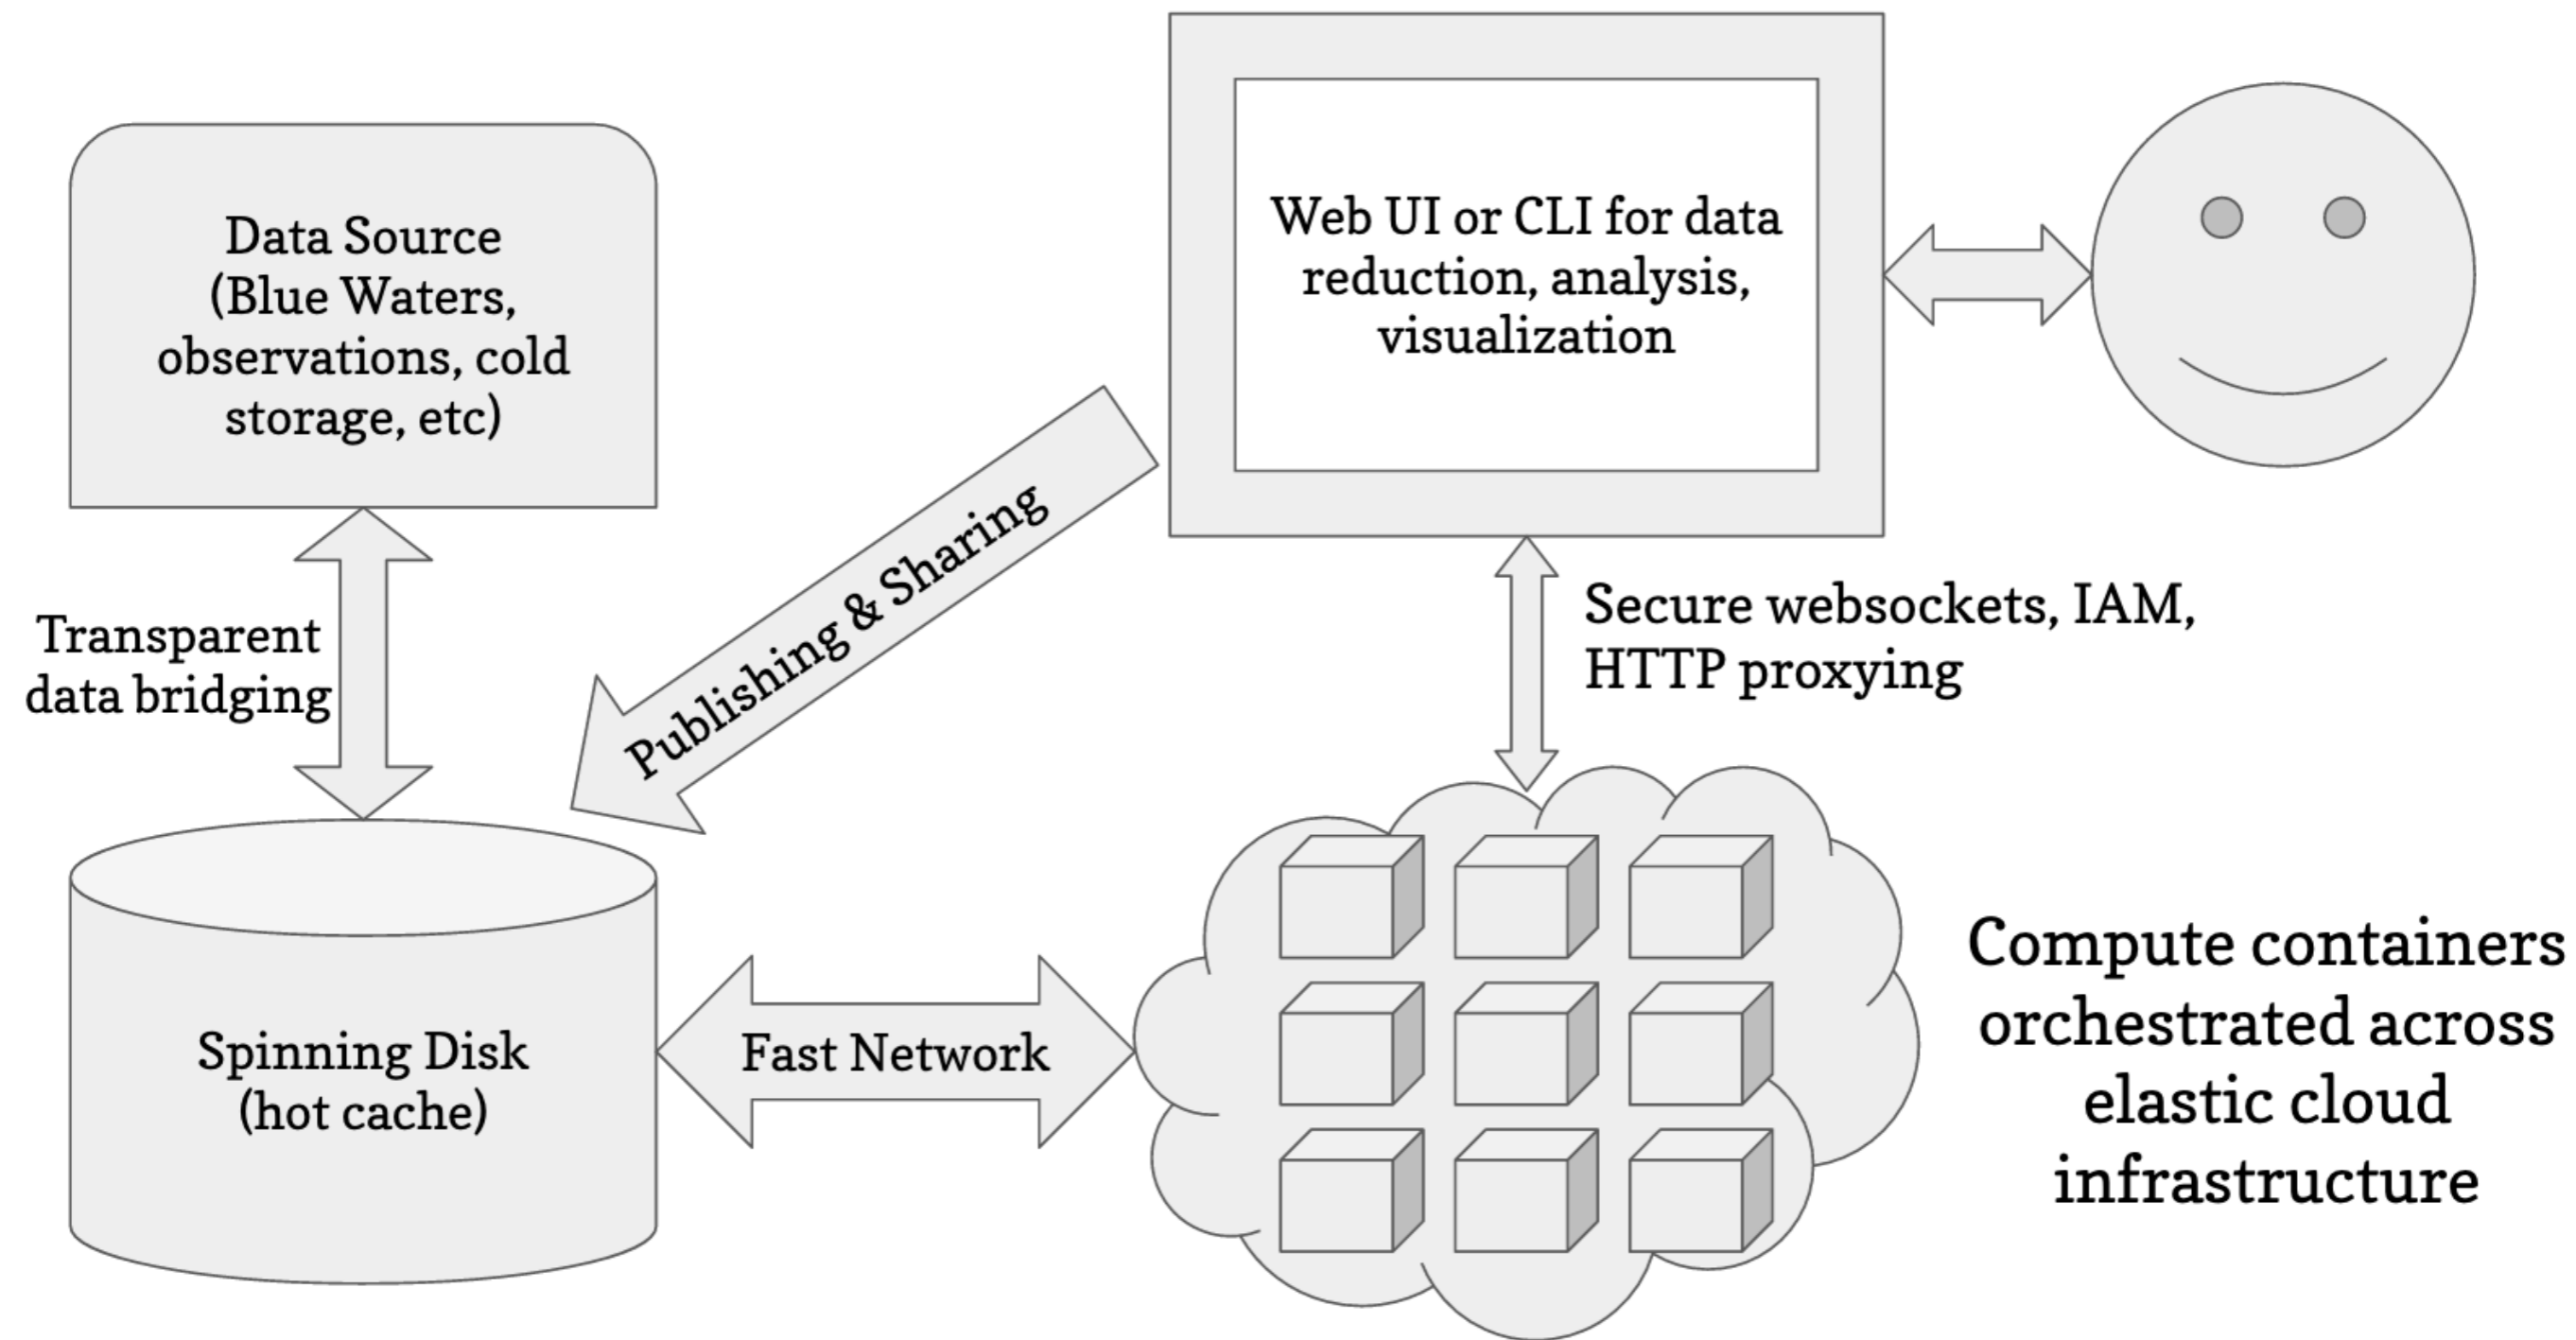 Data Source
(Blue Waters,
observations, cold
storage, etc)
Web UI or CLI for data
reduction, analysis,
visualization
Transparent
data bridging
Publishing & Sharing
Secure websockets, IAM,
HTTP proxying
Spinning Disk
(hot cache)
Fast Network
Compute containers
orchestrated across
elastic cloud
infrastructure